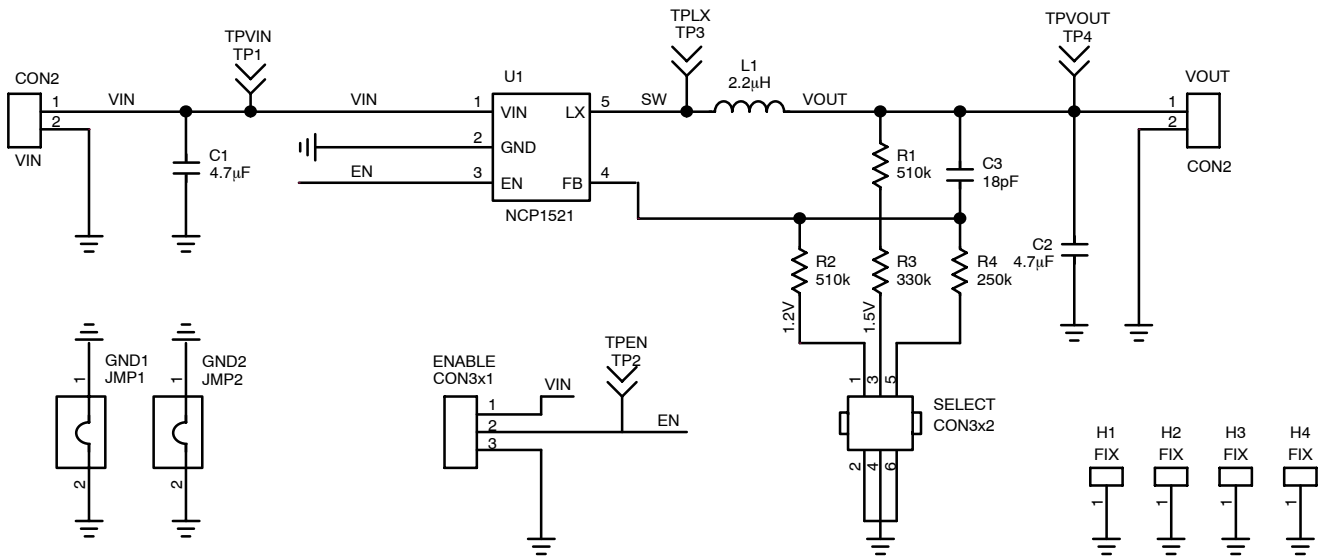 TPVIN
TP1
TPLX
TP3
TPVOUT
TP4
CON2
1
2
VIN
VIN
VIN
U1
1
VIN
LX
5
2
GND
3
EN
FB
4
EN
NCP1521
SW
L1
2.2μH
VOUT
VOUT
1
2
CON2
C1
4.7μF
R1
510k
C3
18pF
R2
510k
R3
330k
R4
250k
C2
4.7μF
1.2V
1.5V
GND1
JMP1
1
2
GND2
JMP2
1
2
ENABLE
CON3x1
1
2
3
VIN
TPEN
TP2
EN
1
3
5
SELECT
CON3x2
2
4
6
H1
FIX
1
H2
FIX
1
H3
FIX
1
H4
FIX
1